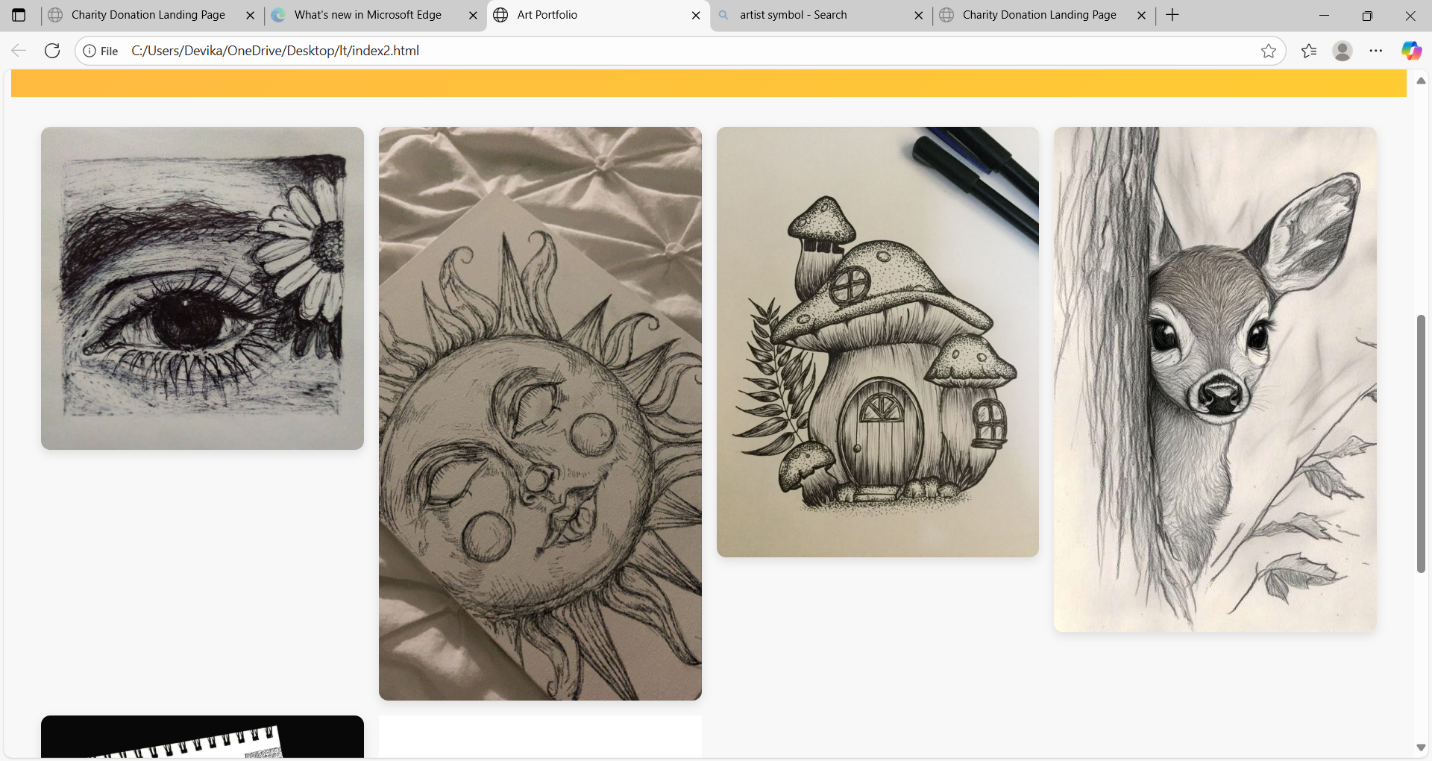 Charity Donation Landing Page
What's new in Microsoft Edge
Art Portfolio
artist symbol - Search
Charity Donation Landing Page
File C:/Users/Devika/OneDrive/Desktop/lt/index2.html